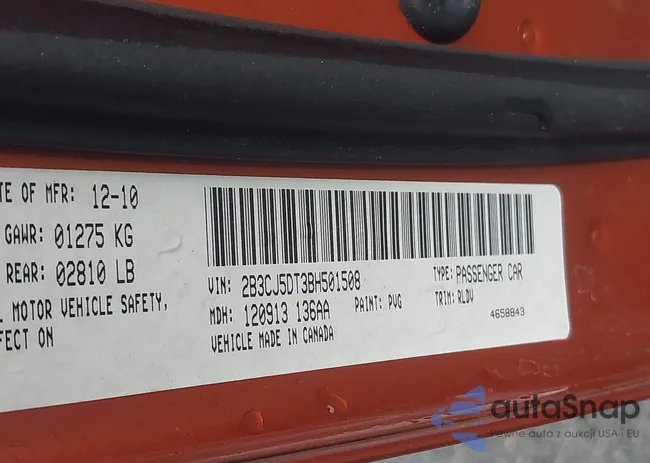 TE OF MFR: 12-10
GAWR: 01275 KG
REAR: 02810 LB
L MOTOR VEHICLE SAFETY,
FECT ON
VIN: 2B3CJ5DT3BH501508
TYPE: PASSENGER CAR
MDH: 120913 136AA
PAINT: PVG
TRIM: RLDV
VEHICLE MADE IN CANADA
4658843
autoSnap
Pewne auta z aukcji USA i EU